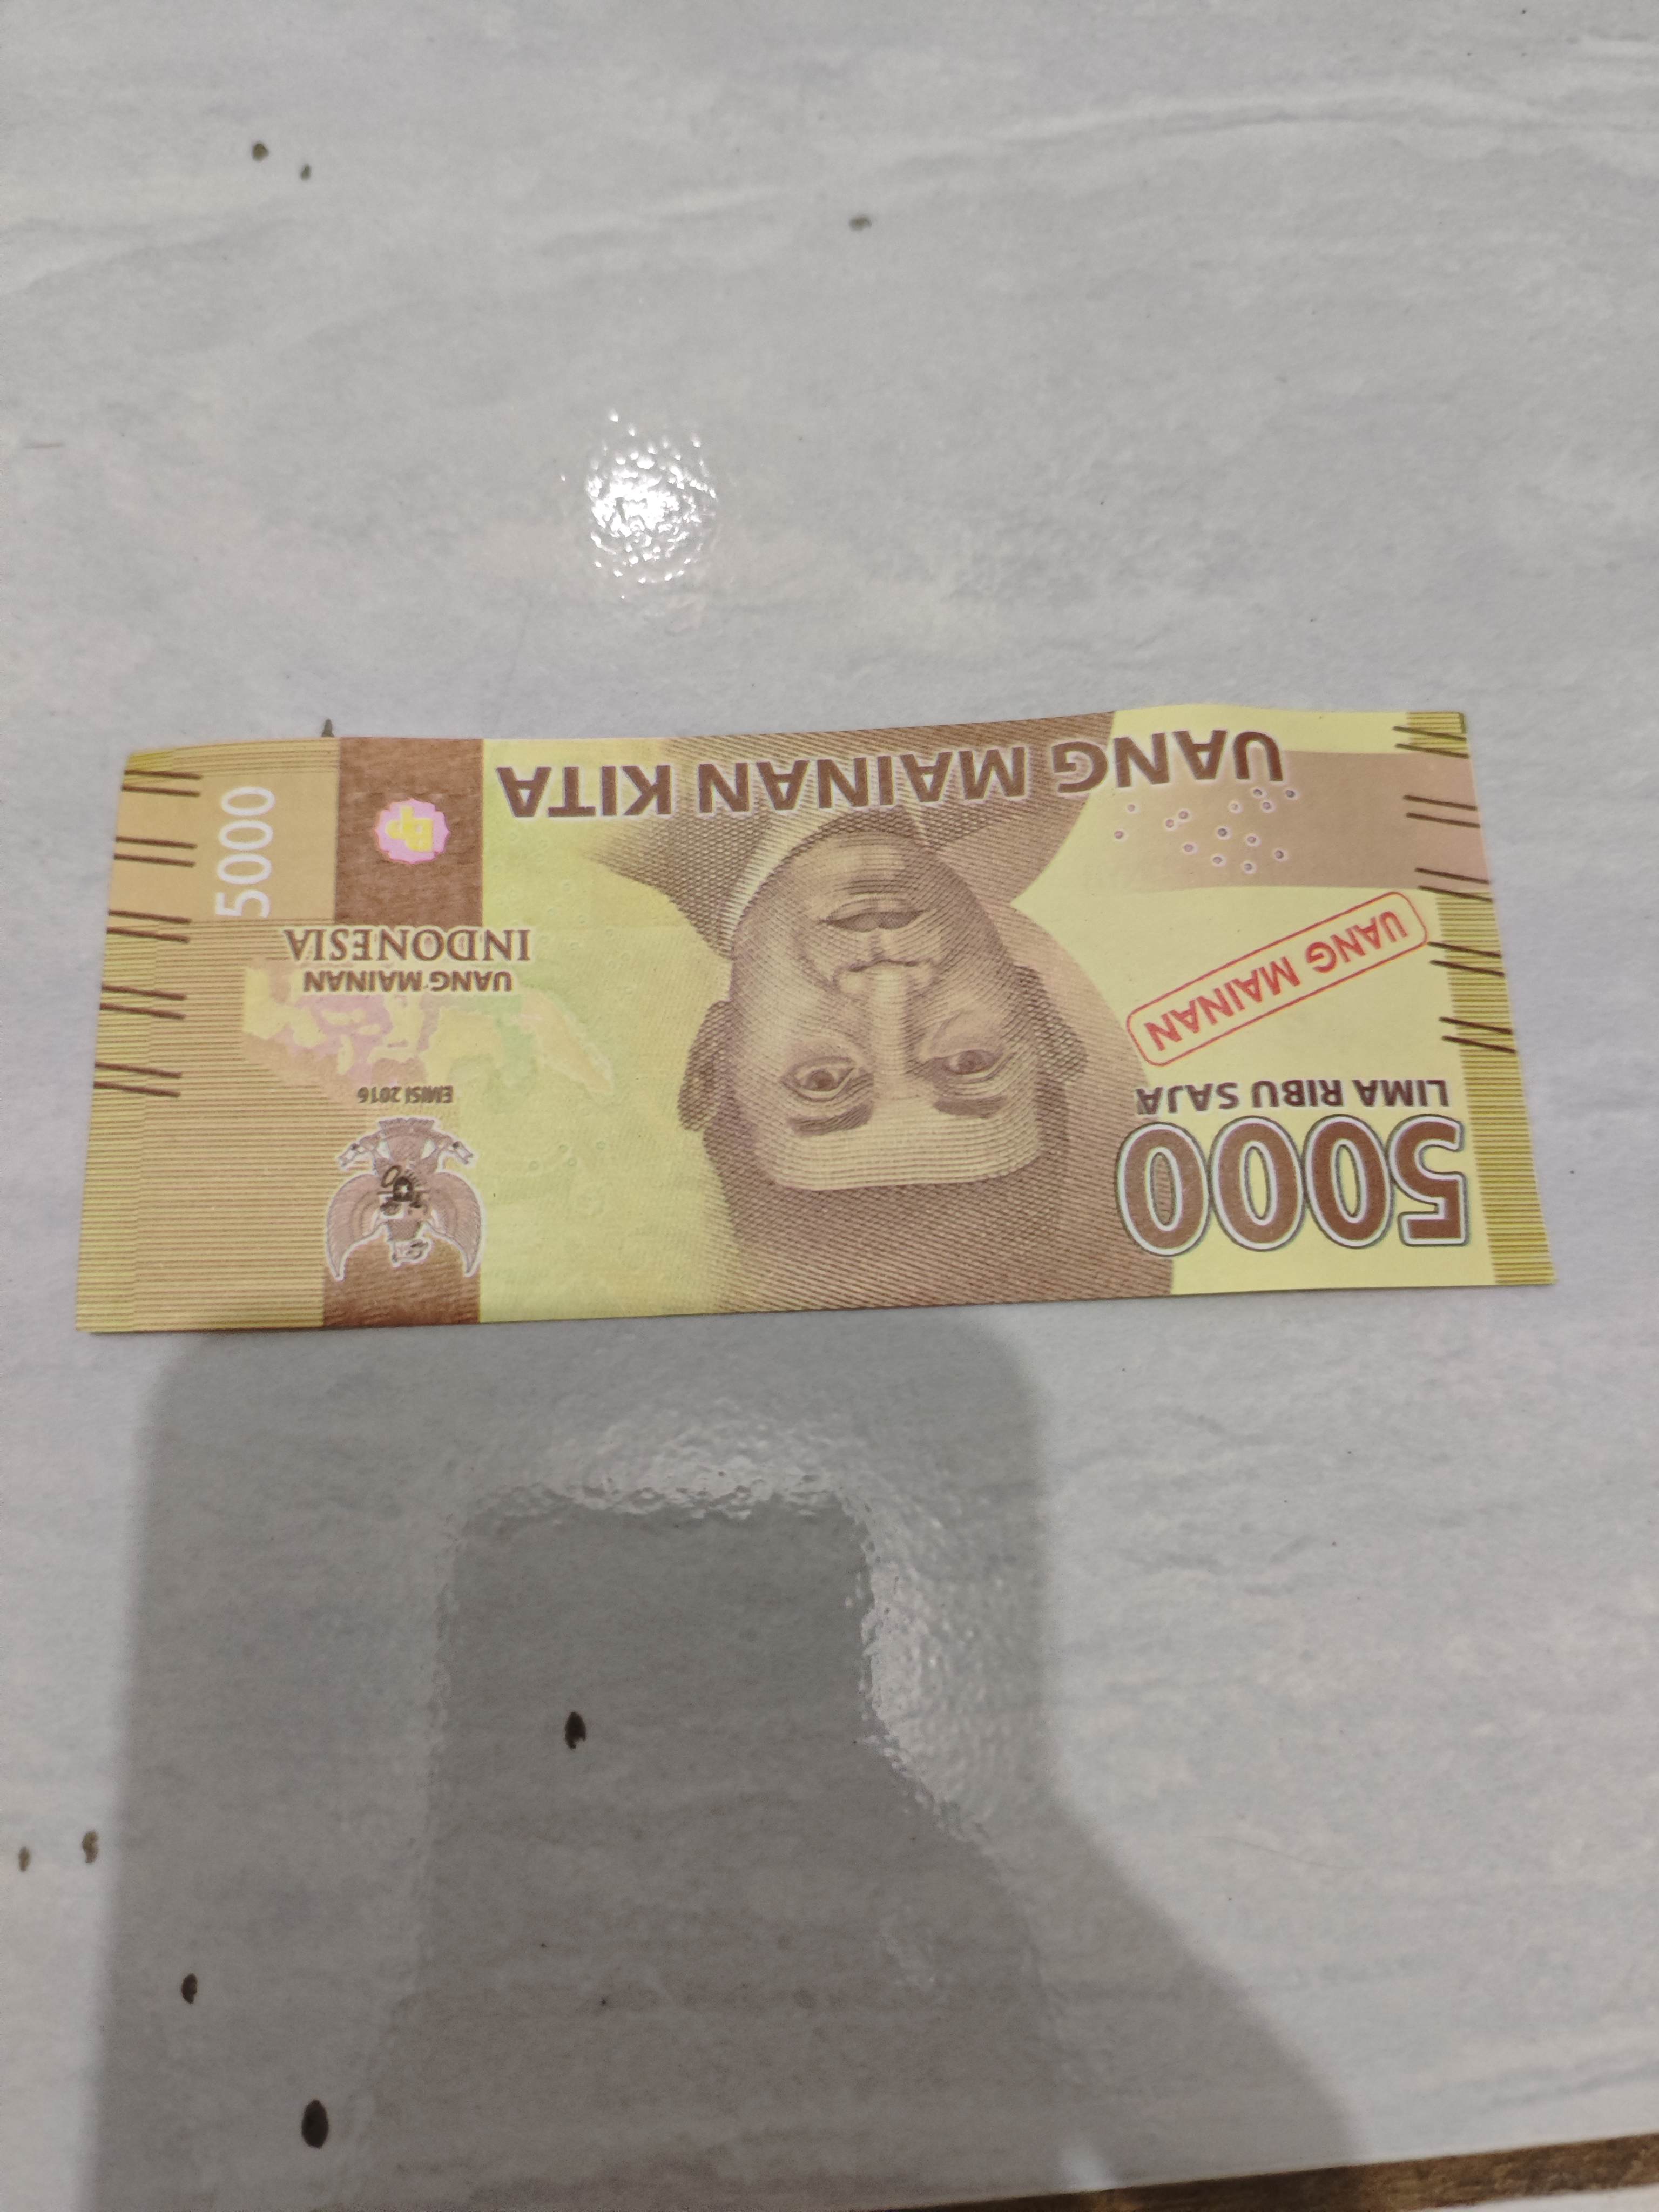 UANG MAINAN KITA
5000
UANG MAINAN
INDONESIA
UANG MAINAN
EMISI 2016
LIMA RIBU SAJA
5000